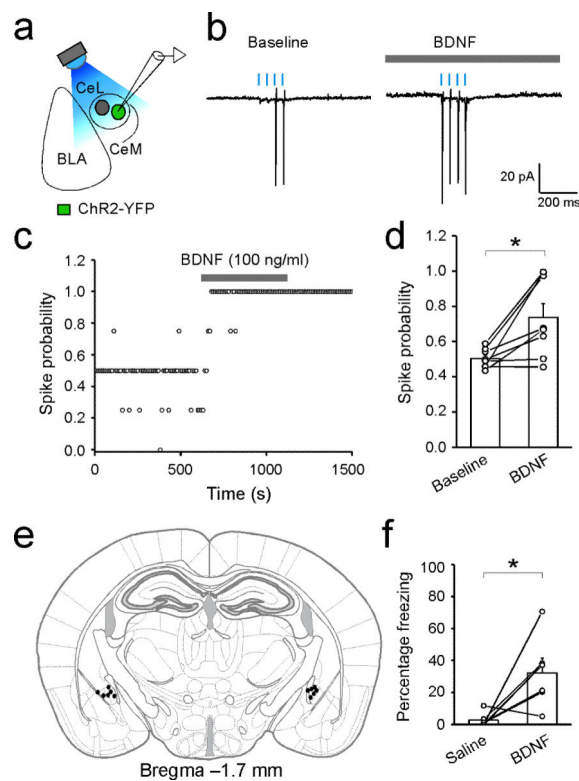 a
CeL
BLA
CeM
ChR2-YFP
b
Baseline
BDNF
20 pA
200 ms
c
BDNF (100 ng/ml)
Spike probability
1.2
1.0
0.8
0.6
0.4
0.2
0.0
0
500
1000
1500
Time (s)
d
*
Spike probability
1.2
1.0
0.8
0.6
0.4
0.2
0.0
Baseline
BDNF
e
Bregma –1.7 mm
f
*
Percentage freezing
100
80
60
40
20
0
Saline
BDNF